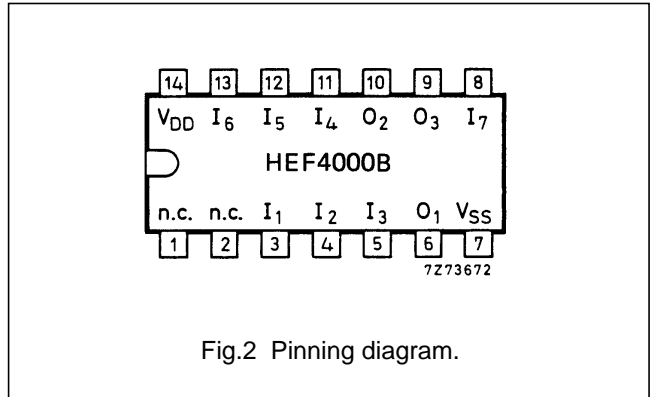 14 13 12 11 10 9 8
VDD I6 I5 I4 O2 O3 I7
HEF4000B
n.c. n.c. I1 I2 I3 O1 VSS
1 2 3 4 5 6 7
7Z73672
Fig.2 Pinning diagram.